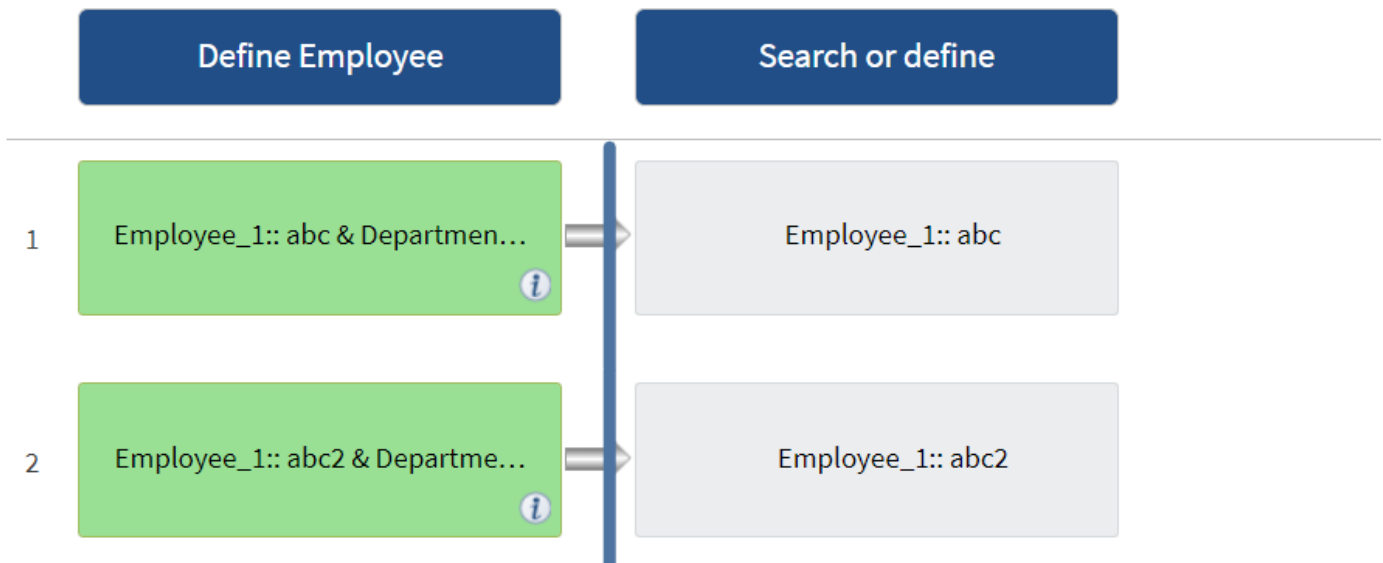 Define Employee
Search or define
1
Employee_1:: abc & Departmen...
i
Employee_1:: abc
2
Employee_1:: abc2 & Departme...
i
Employee_1:: abc2